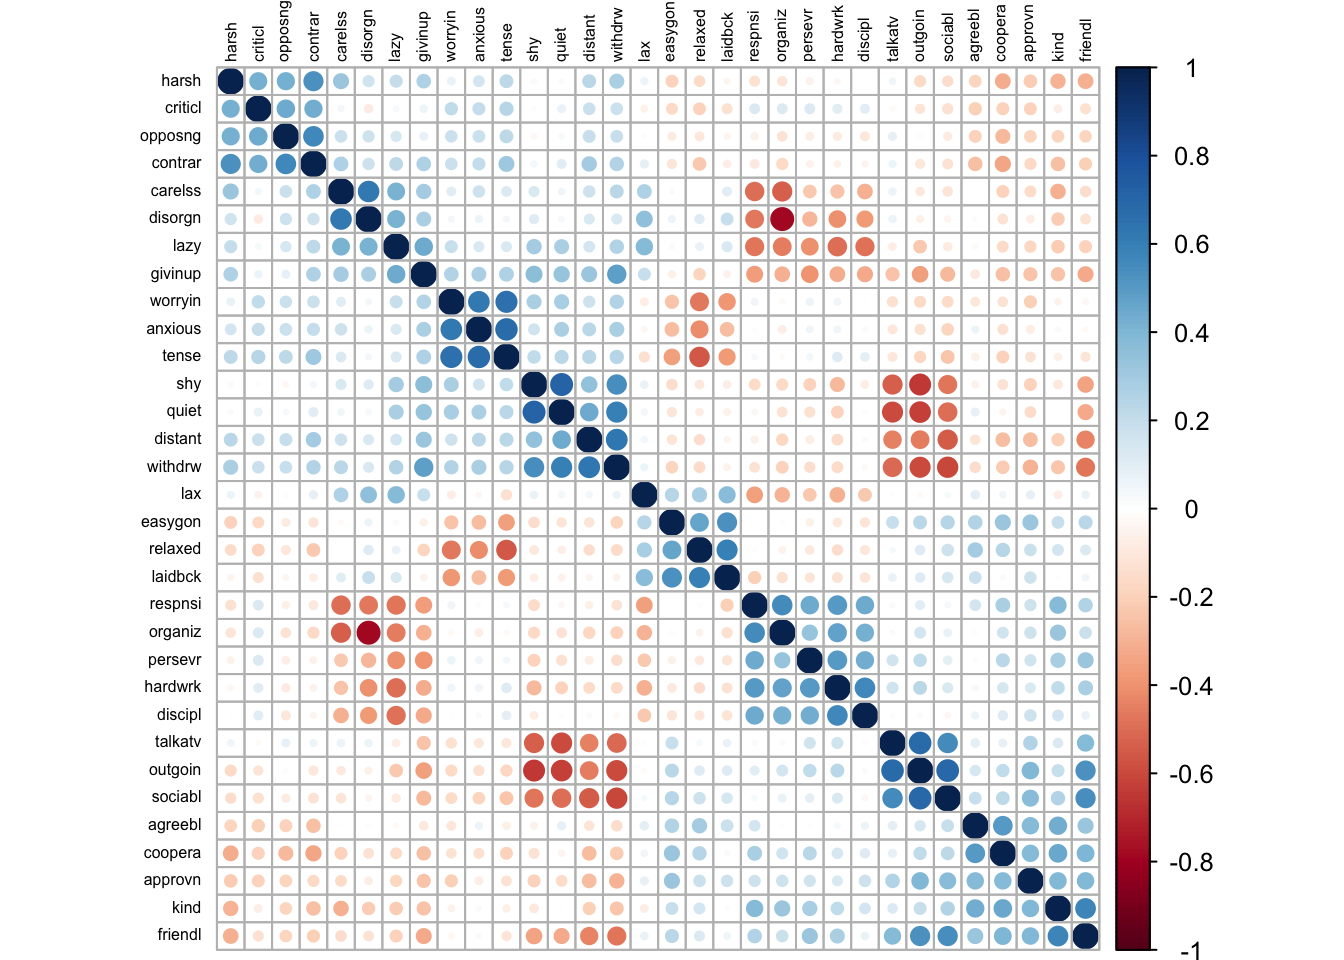 harsh criticl opposng contrar carelss disorgn lazy givinup worryin anxious tense shy quiet distant withdrw lax easygon relaxed laidbck respnsi organiz persevr hardwrk discipl talkatv outgoin sociabl agreebl coopera approvn kind friendl
harsh
criticl
opposng
contrar
carelss
disorgn
lazy
givinup
worryin
anxious
tense
shy
quiet
distant
withdrw
lax
easygon
relaxed
laidbck
respnsi
organiz
persevr
hardwrk
discipl
talkatv
outgoin
sociabl
agreebl
coopera
approvn
kind
friendl
1
0.8
0.6
0.4
0.2
0
-0.2
-0.4
-0.6
-0.8
-1